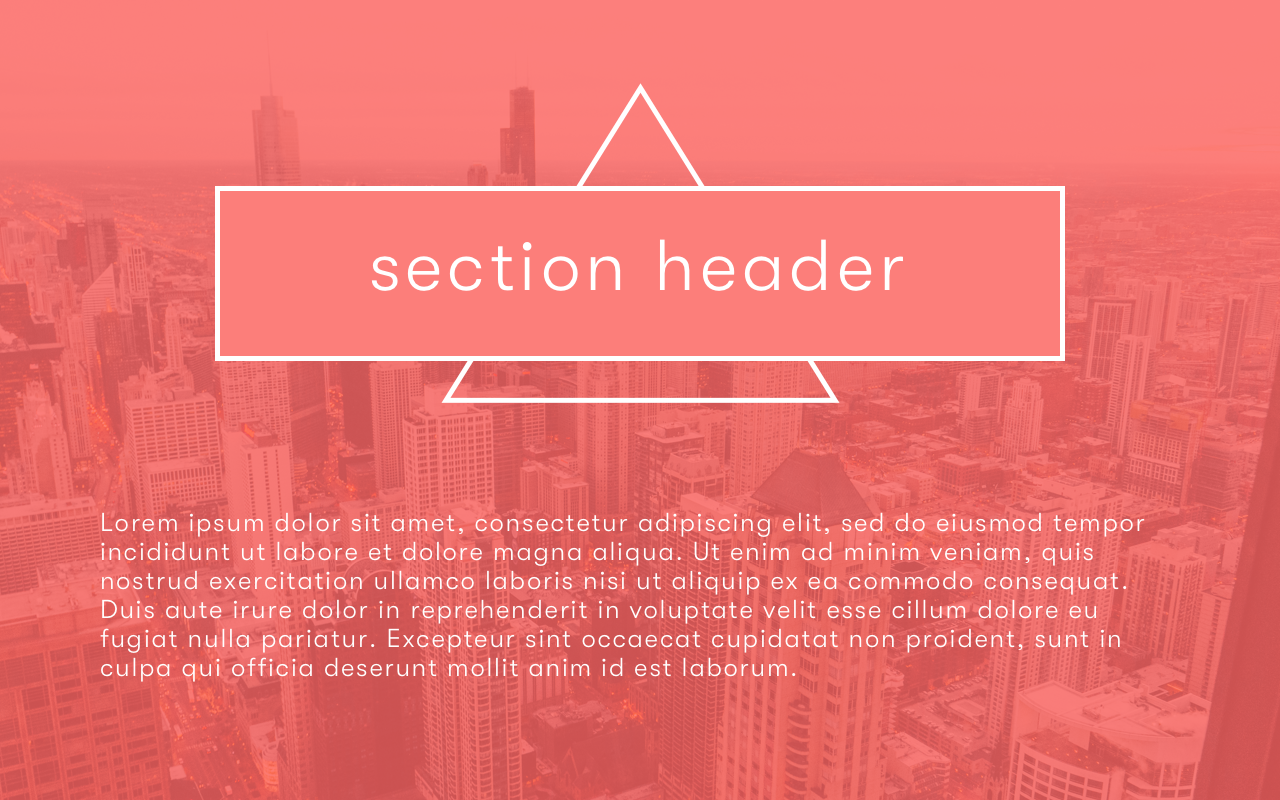 section header
Lorem ipsum dolor sit amet, consectetur adipiscing elit, sed do eiusmod tempor
incididunt ut labore et dolore magna aliqua. Ut enim ad minim veniam, quis
nostrud exercitation ullamco laboris nisi ut aliquip ex ea commodo consequat.
Duis aute irure dolor in reprehenderit in voluptate velit esse cillum dolore eu
fugiat nulla pariatur. Excepteur sint occaecat cupidatat non proident, sunt in
culpa qui officia deserunt mollit anim id est laborum.